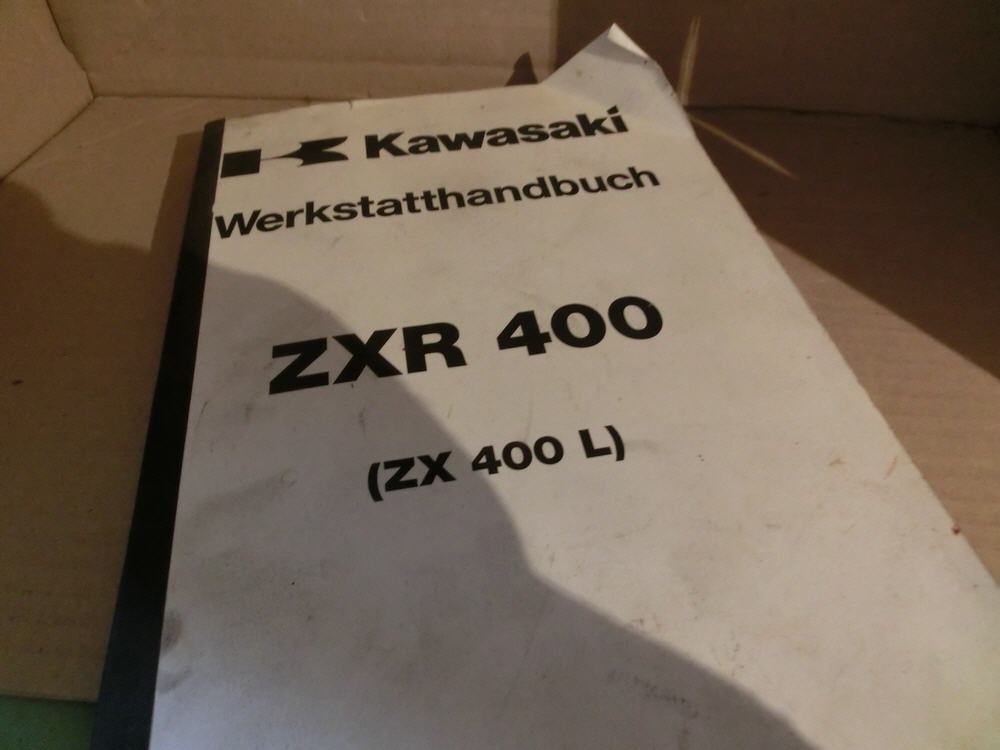 Kawasaki
Werkstatthandbuch
ZXR 400
(ZX 400 L)